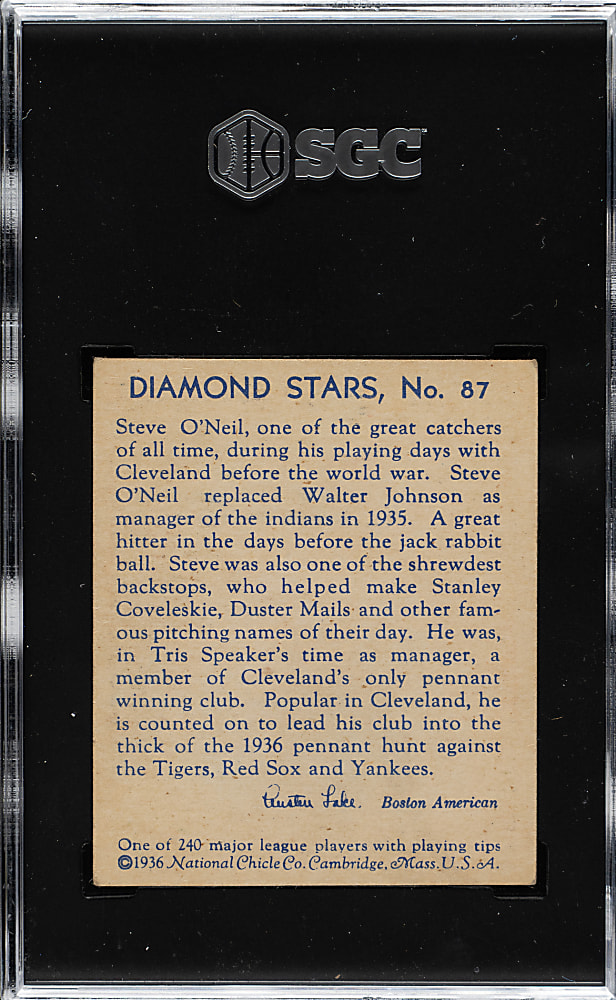 SGC
DIAMOND STARS, No. 87
Steve O'Neil, one of the great catchers
of all time, during his playing days with
Cleveland before the world war. Steve
O'Neil replaced Walter Johnson as
manager of the indians in 1935. A great
hitter in the days before the jack rabbit
ball. Steve was also one of the shrewdest
backstops, who helped make Stanley
Coveleskie, Duster Mails and other fam-
ous pitching names of their day. He was,
in Tris Speaker's time as manager, a
member of Cleveland's only pennant
winning club. Popular in Cleveland, he
is counted on to lead his club into the
thick of the 1936 pennant hunt against
the Tigers, Red Sox and Yankees.
Austen Lake. Boston American
One of 240 major league players with playing tips
©1936 National Chicle Co. Cambridge, Mass. U.S.A.